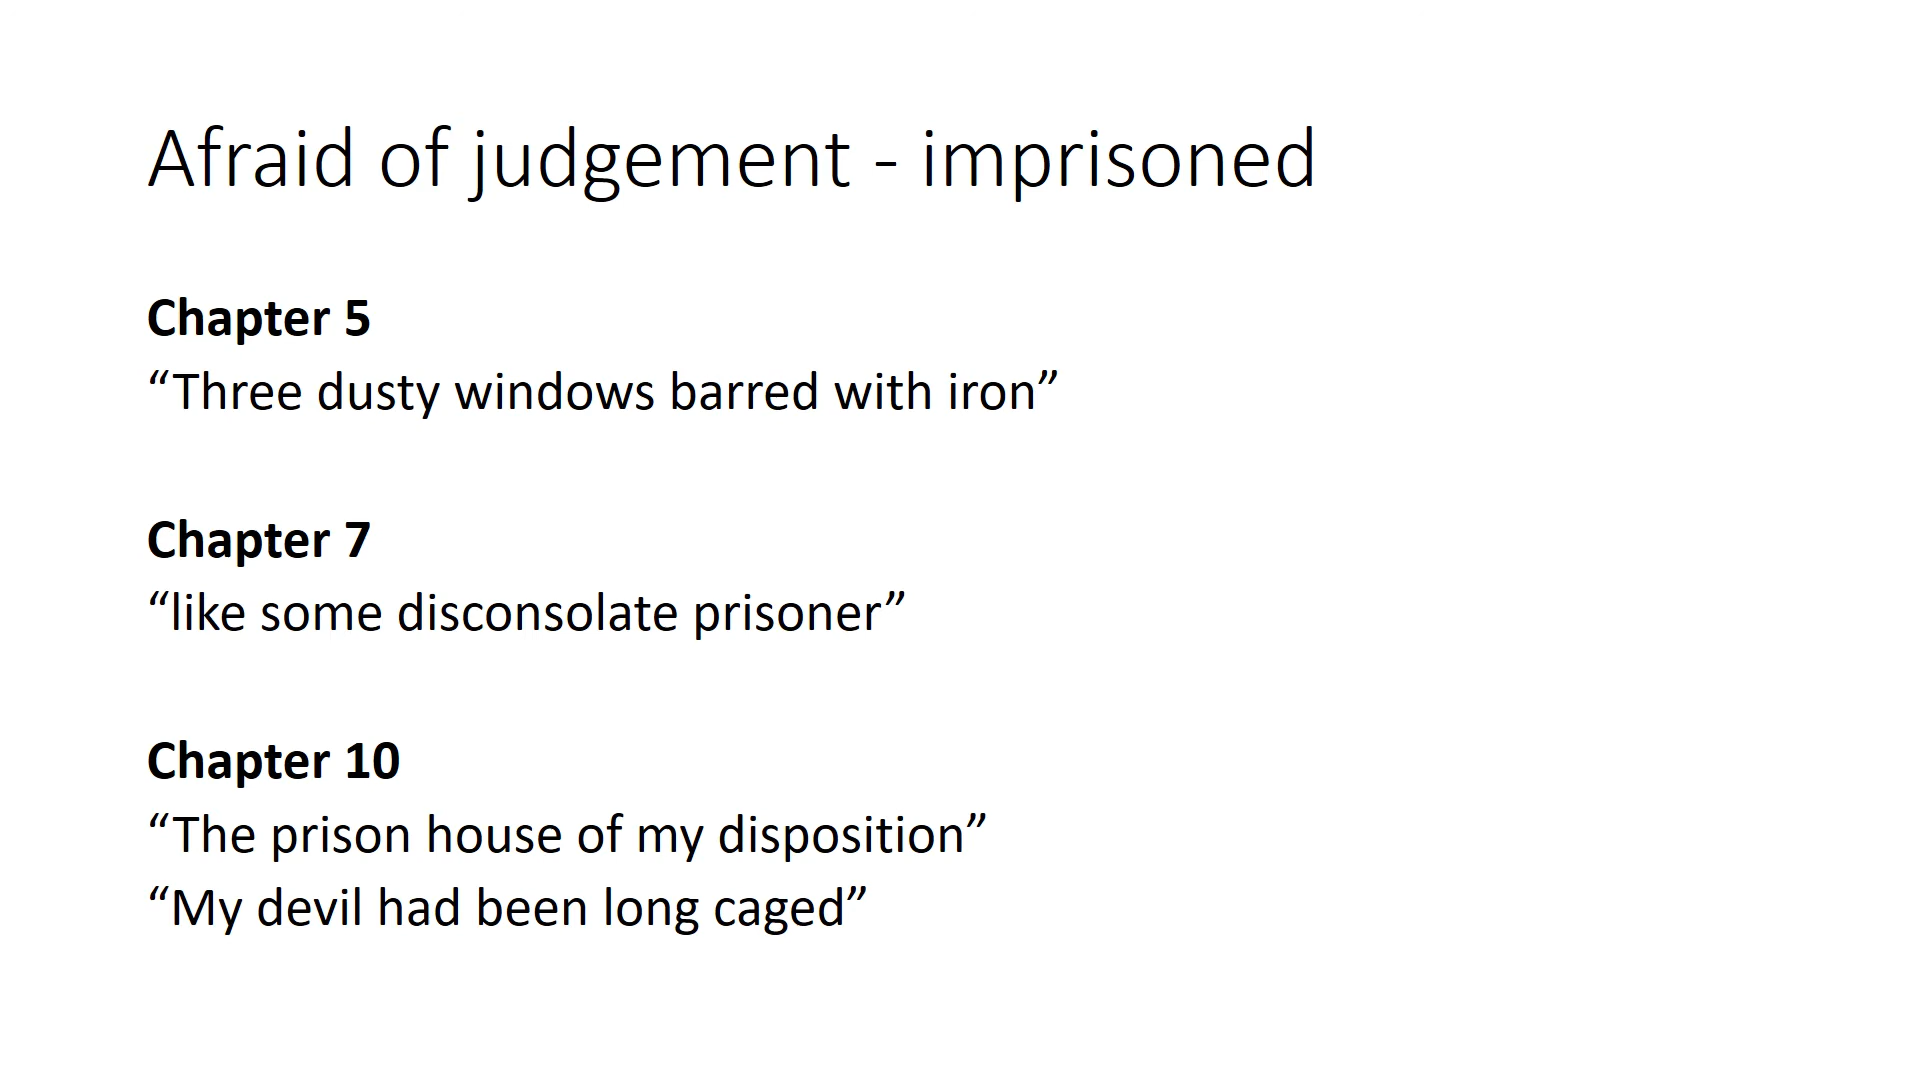 Afraid of judgement - imprisoned
Chapter 5
“Three dusty windows barred with iron”
Chapter 7
“like some disconsolate prisoner”
Chapter 10
“The prison house of my disposition”
“My devil had been long caged”